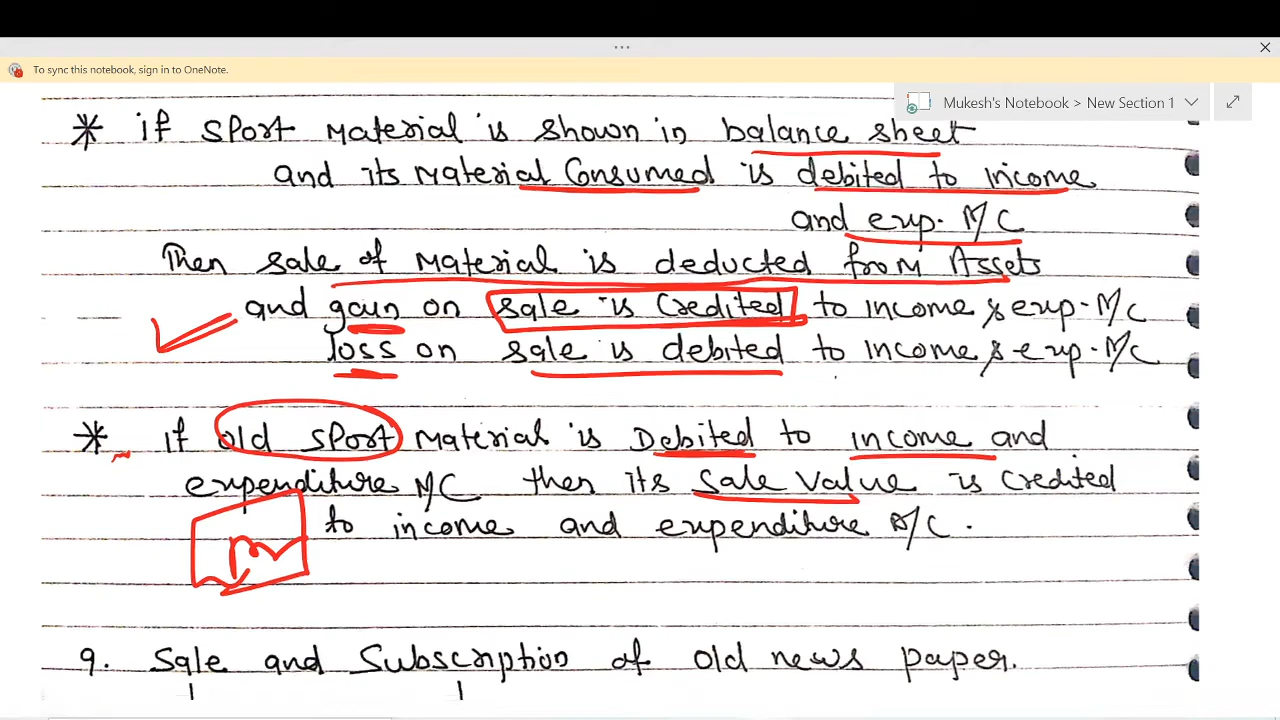 To sync this notebook, sign in to OneNote.
Mukesh's Notebook > New Section 1
* if sport material is shown in balance sheet
and its material Consumed is debited to income
and exp. A/C
Then sale of material is deducted from Assets
and gain on sale is Credited to income & exp. A/C
loss on sale is debited to income & exp. A/C
* if old sport material is Debited to income and
expenditure A/C then its Sale Value is Credited
to income and expenditure A/C.
9. Sale and Subscription of old news paper.